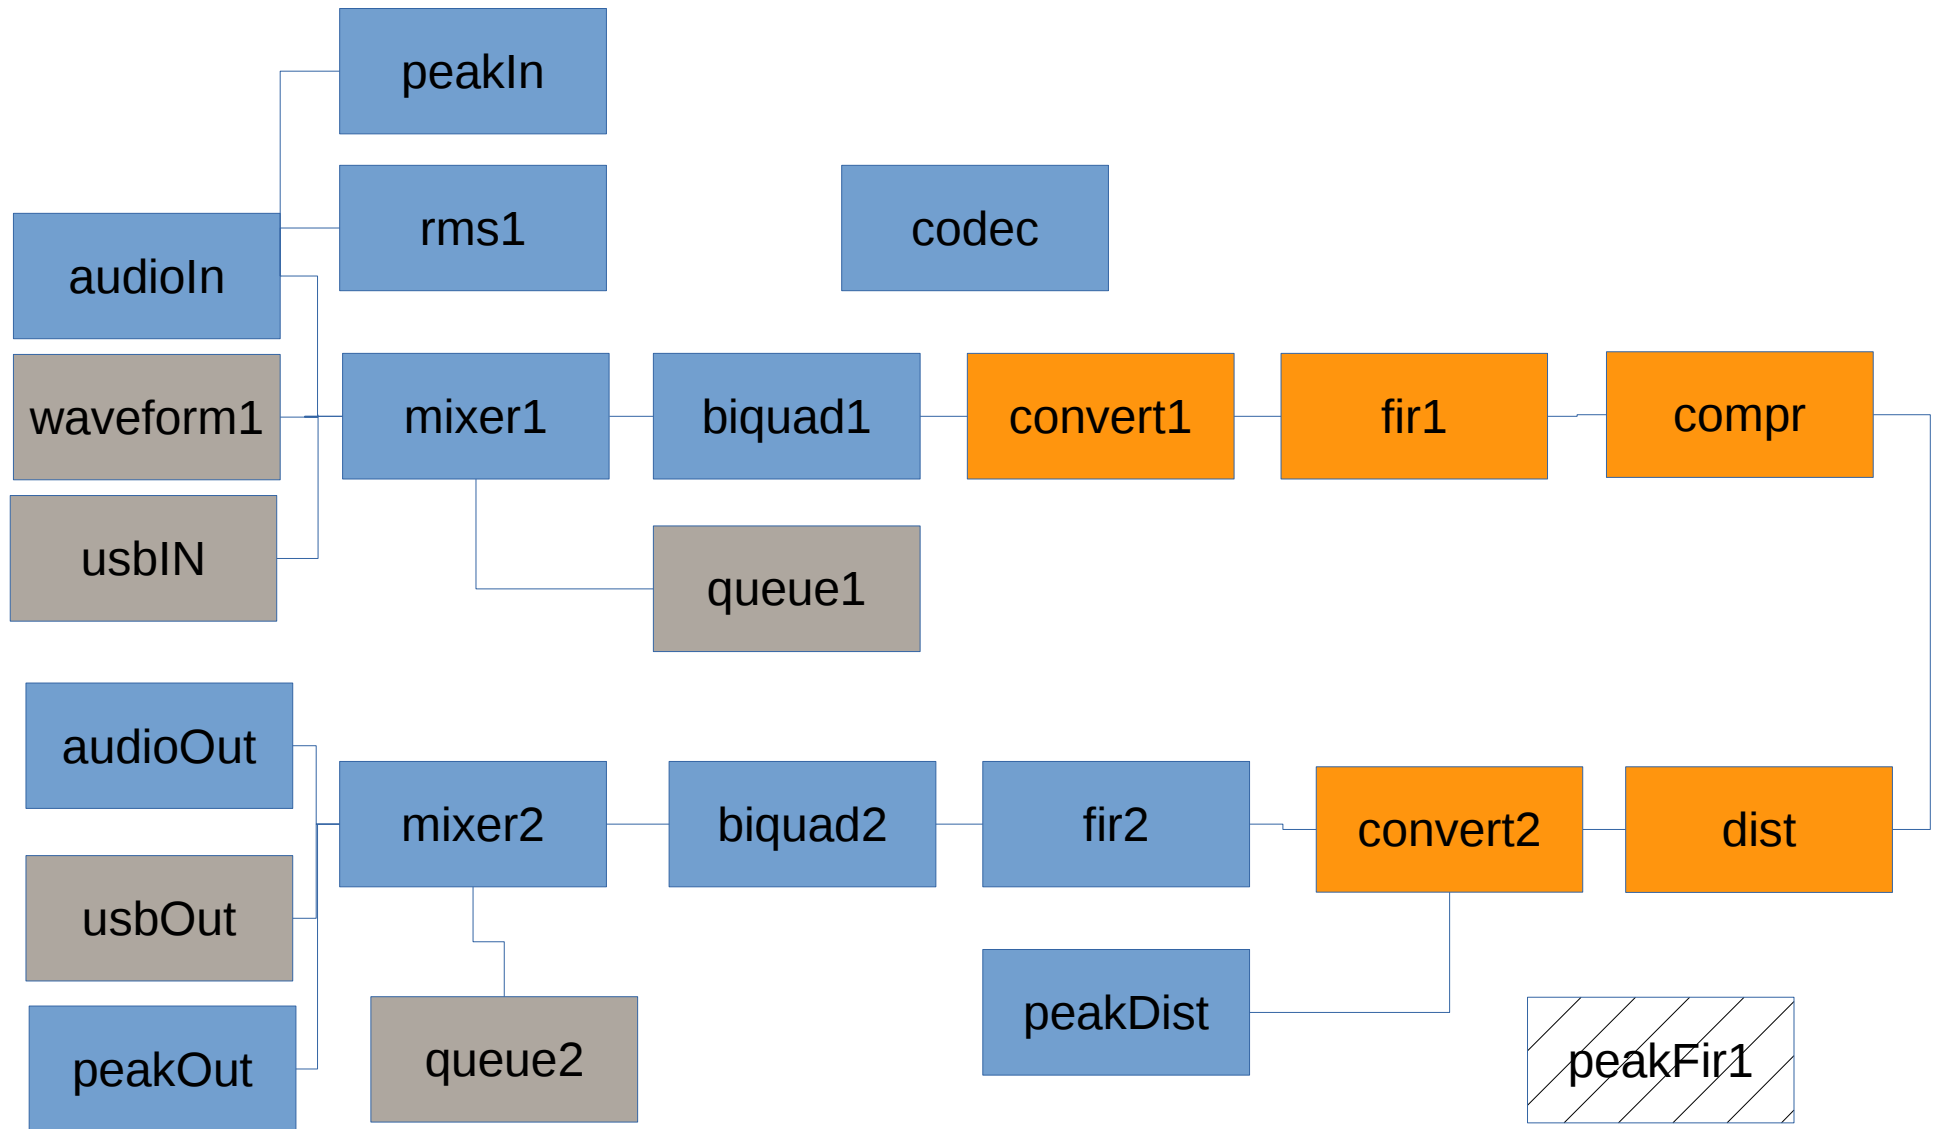 peakIn
rms1
codec
audioIn
waveform1
mixer1
biquad1
convert1
fir1
compr
usbIN
queue1
audioOut
mixer2
biquad2
fir2
convert2
dist
usbOut
peakDist
peakOut
queue2
peakFir1